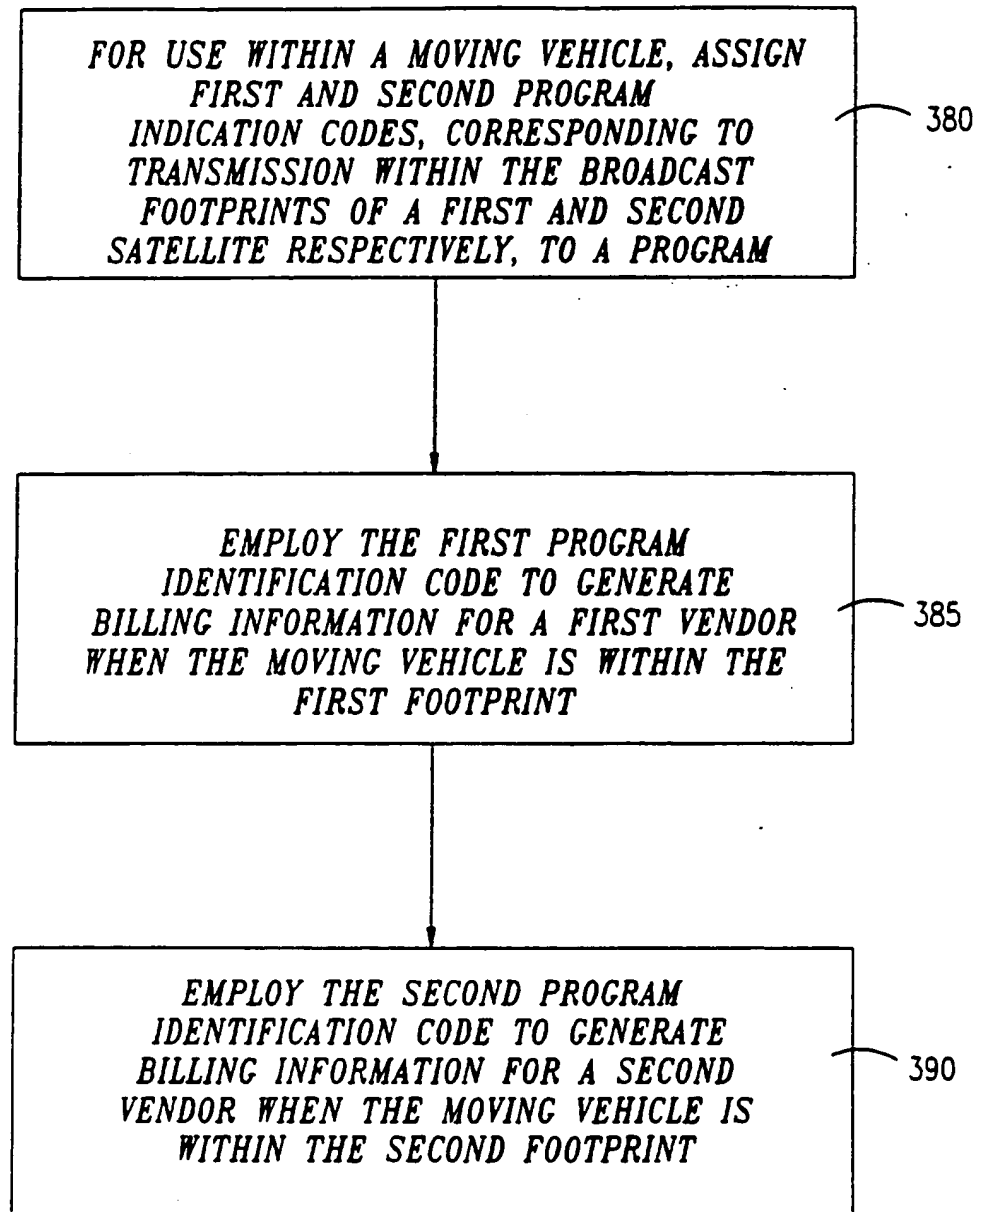 FOR USE WITHIN A MOVING VEHICLE, ASSIGN
FIRST AND SECOND PROGRAM
INDICATION CODES, CORRESPONDING TO
TRANSMISSION WITHIN THE BROADCAST
FOOTPRINTS OF A FIRST AND SECOND
SATELLITE RESPECTIVELY, TO A PROGRAM
380
EMPLOY THE FIRST PROGRAM
IDENTIFICATION CODE TO GENERATE
BILLING INFORMATION FOR A FIRST VENDOR
WHEN THE MOVING VEHICLE IS WITHIN THE
FIRST FOOTPRINT
385
EMPLOY THE SECOND PROGRAM
IDENTIFICATION CODE TO GENERATE
BILLING INFORMATION FOR A SECOND
VENDOR WHEN THE MOVING VEHICLE IS
WITHIN THE SECOND FOOTPRINT
390